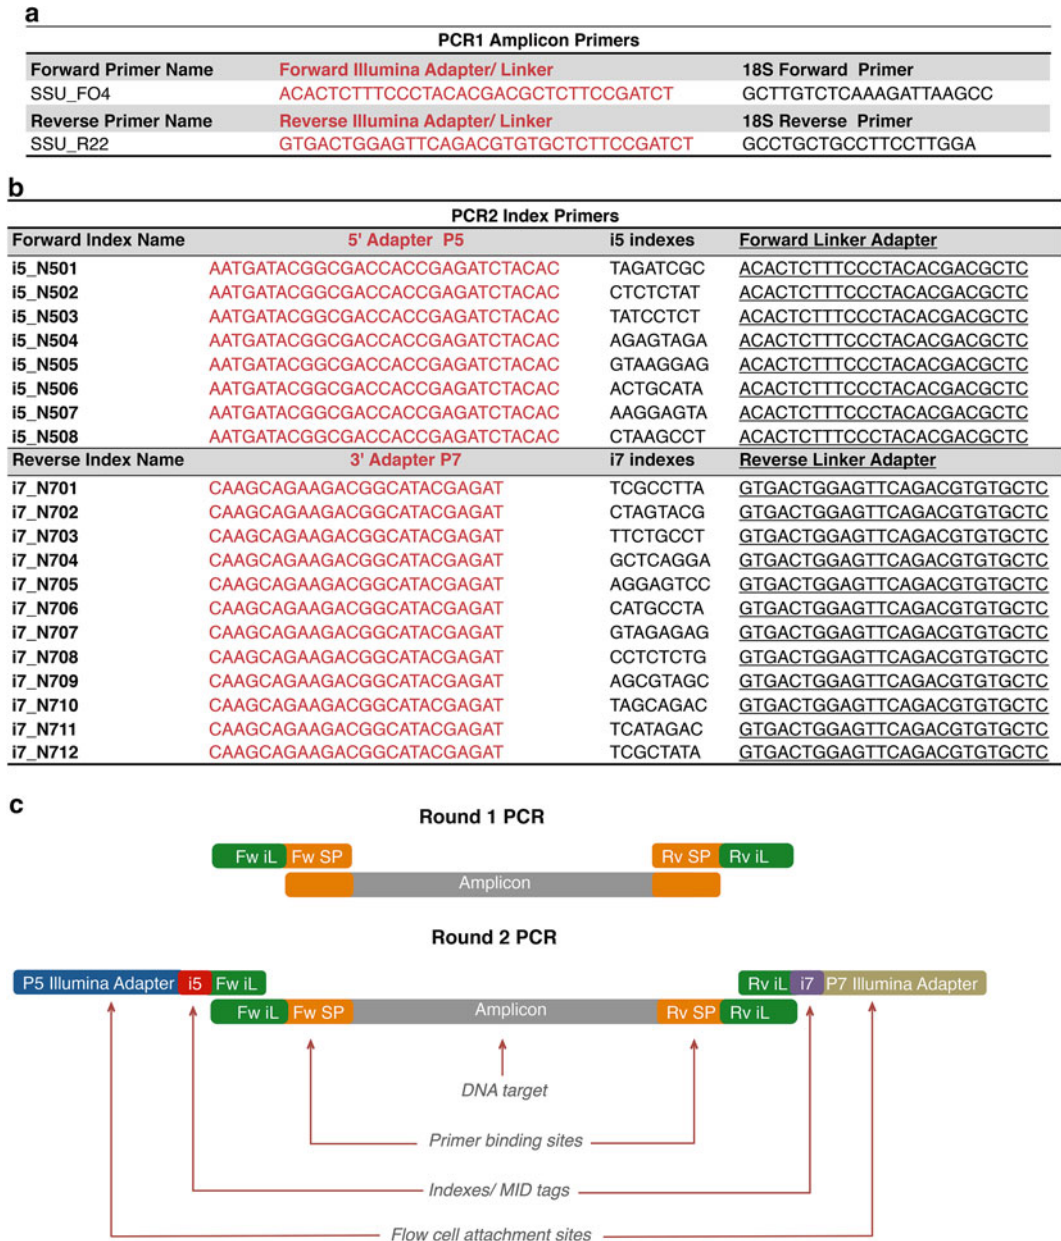 a
PCR1 Amplicon Primers
Forward Primer Name Forward Illumina Adapter/ Linker 18S Forward Primer
SSU_FO4 ACACTCTTTCCCTACACGACGCTCTTCCGATCT GCTTGTCTCAAAGATTAAGCC
Reverse Primer Name Reverse Illumina Adapter/ Linker 18S Reverse Primer
SSU_R22 GTGACTGGAGTTCAGACGTGTGCTCTTCCGATCT GCCTGCTGCCTTCCTTGGA
b
PCR2 Index Primers
Forward Index Name 5' Adapter P5 i5 indexes Forward Linker Adapter
i5_N501 AATGATACGGCGACCACCGAGATCTACAC TAGATCGC ACACTCTTTCCCTACACGACGCTC
i5_N502 AATGATACGGCGACCACCGAGATCTACAC CTCTCTAT ACACTCTTTCCCTACACGACGCTC
i5_N503 AATGATACGGCGACCACCGAGATCTACAC TATCCTCT ACACTCTTTCCCTACACGACGCTC
i5_N504 AATGATACGGCGACCACCGAGATCTACAC AGAGTAGA ACACTCTTTCCCTACACGACGCTC
i5_N505 AATGATACGGCGACCACCGAGATCTACAC GTAAGGAG ACACTCTTTCCCTACACGACGCTC
i5_N506 AATGATACGGCGACCACCGAGATCTACAC ACTGCATA ACACTCTTTCCCTACACGACGCTC
i5_N507 AATGATACGGCGACCACCGAGATCTACAC AAGGAGTA ACACTCTTTCCCTACACGACGCTC
i5_N508 AATGATACGGCGACCACCGAGATCTACAC CTAAGCCT ACACTCTTTCCCTACACGACGCTC
Reverse Index Name 3' Adapter P7 i7 indexes Reverse Linker Adapter
i7_N701 CAAGCAGAAGACGGCATACGAGAT TCGCCTTA GTGACTGGAGTTCAGACGTGTGCTC
i7_N702 CAAGCAGAAGACGGCATACGAGAT CTAGTACG GTGACTGGAGTTCAGACGTGTGCTC
i7_N703 CAAGCAGAAGACGGCATACGAGAT TTCTGCCT GTGACTGGAGTTCAGACGTGTGCTC
i7_N704 CAAGCAGAAGACGGCATACGAGAT GCTCAGGA GTGACTGGAGTTCAGACGTGTGCTC
i7_N705 CAAGCAGAAGACGGCATACGAGAT AGGAGTCC GTGACTGGAGTTCAGACGTGTGCTC
i7_N706 CAAGCAGAAGACGGCATACGAGAT CATGCCTA GTGACTGGAGTTCAGACGTGTGCTC
i7_N707 CAAGCAGAAGACGGCATACGAGAT GTAGAGAG GTGACTGGAGTTCAGACGTGTGCTC
i7_N708 CAAGCAGAAGACGGCATACGAGAT CCTCTCTG GTGACTGGAGTTCAGACGTGTGCTC
i7_N709 CAAGCAGAAGACGGCATACGAGAT AGCGTAGC GTGACTGGAGTTCAGACGTGTGCTC
i7_N710 CAAGCAGAAGACGGCATACGAGAT TAGCAGAC GTGACTGGAGTTCAGACGTGTGCTC
i7_N711 CAAGCAGAAGACGGCATACGAGAT TCATAGAC GTGACTGGAGTTCAGACGTGTGCTC
i7_N712 CAAGCAGAAGACGGCATACGAGAT TCGCTATA GTGACTGGAGTTCAGACGTGTGCTC
c
Round 1 PCR
Fw iL Fw SP Rv SP Rv iL
Amplicon
Round 2 PCR
P5 Illumina Adapter i5 Fw iL Rv iL i7 P7 Illumina Adapter
Fw iL Fw SP Amplicon Rv SP Rv iL
DNA target
Primer binding sites
Indexes/ MID tags
Flow cell attachment sites